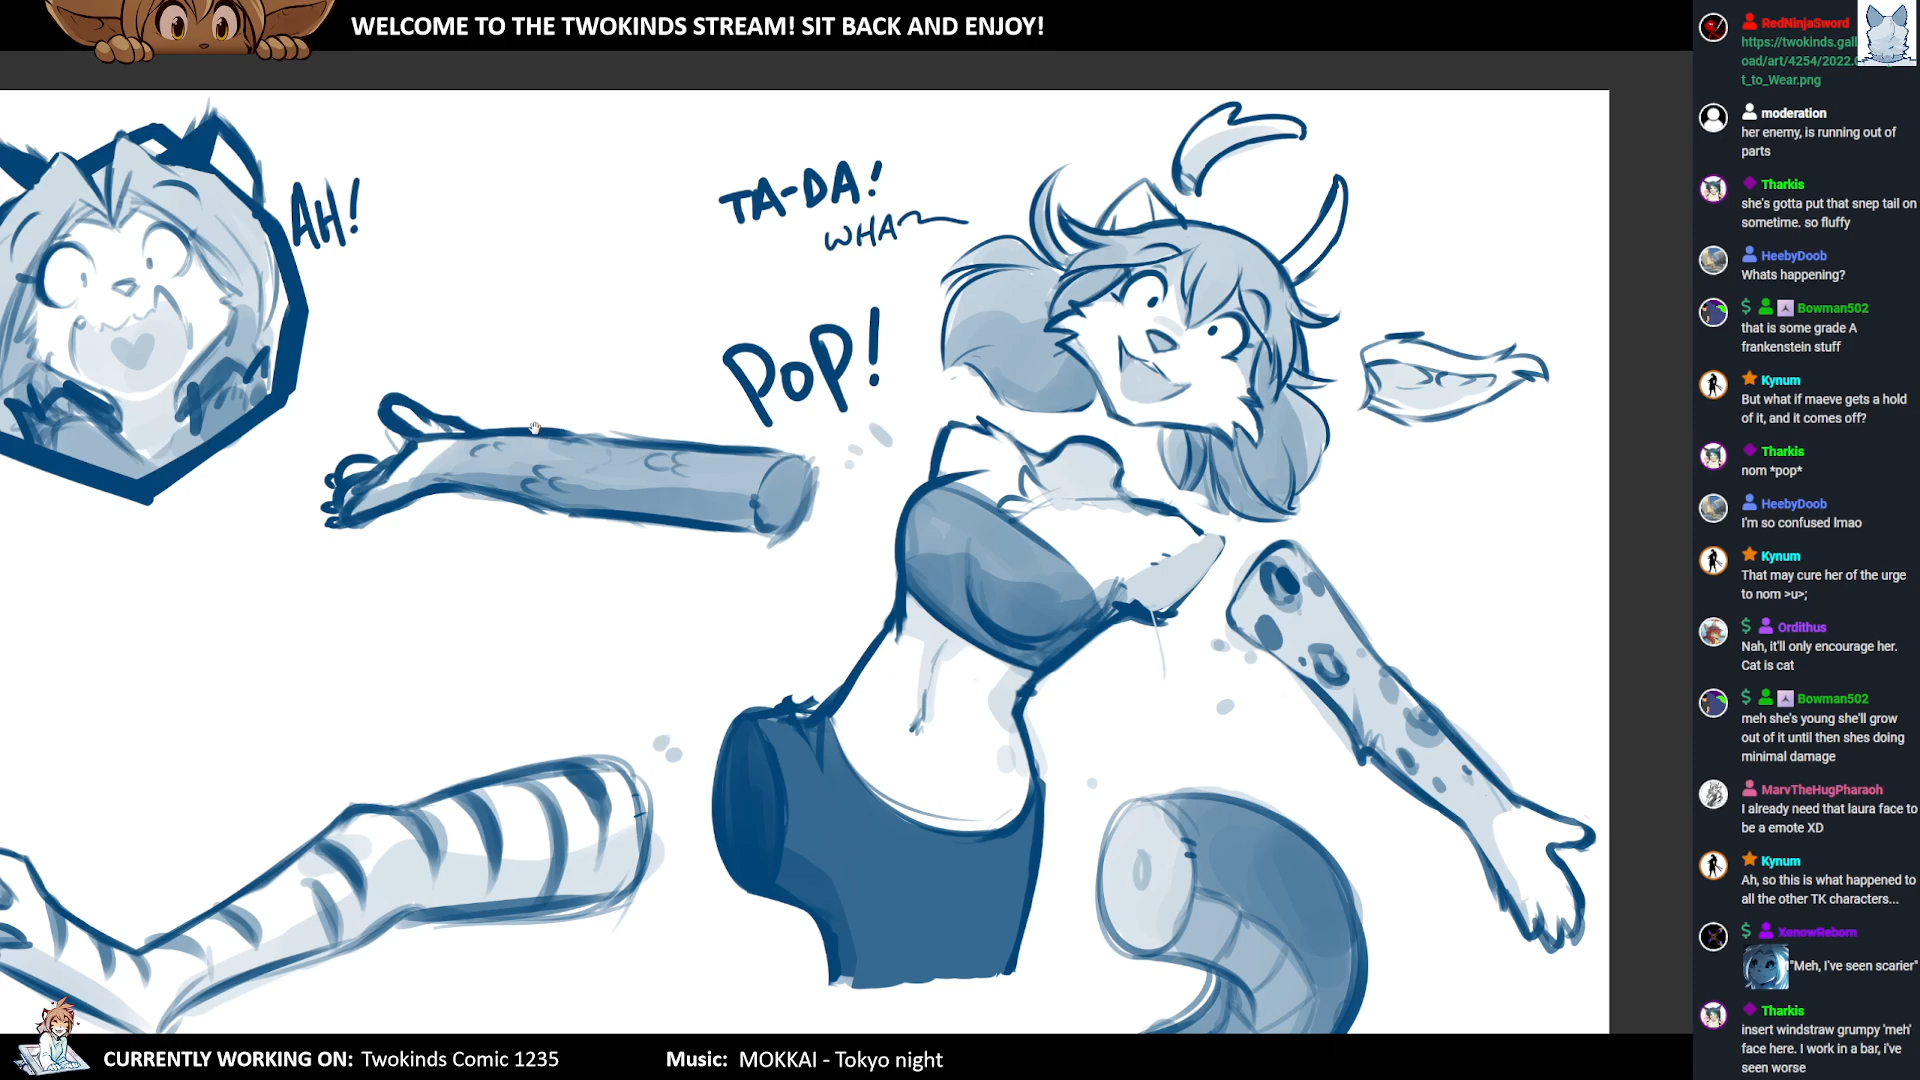 WELCOME TO THE TWOKINDS STREAM! SIT BACK AND ENJOY!
AH!
TA-DA!
WHA
POP!
RedNinjaSword
https://twokinds.gall
oad/art/4254/2022.
t_to_Wear.png
moderation
her enemy, is running out of
parts
Tharkis
she's gotta put that snep tail on
sometime. so fluffy
HeebyDoob
Whats happening?
$ Bowman502
that is some grade A
frankenstein stuff
Kynum
But what if maeve gets a hold
of it, and it comes off?
Tharkis
nom *pop*
HeebyDoob
I'm so confused lmao
Kynum
That may cure her of the urge
to nom >u>;
$ Ordithus
Nah, it'll only encourage her.
Cat is cat
$ Bowman502
meh she's young she'll grow
out of it until then shes doing
minimal damage
MarvTheHugPharaoh
I already need that laura face to
be a emote XD
Kynum
Ah, so this is what happened to
all the other TK characters...
$ XenowReborn
"Meh, I've seen scarier"
Tharkis
insert windstraw grumpy 'meh'
face here. I work in a bar, i've
seen worse
CURRENTLY WORKING ON: Twokinds Comic 1235
Music: MOKKAI - Tokyo night